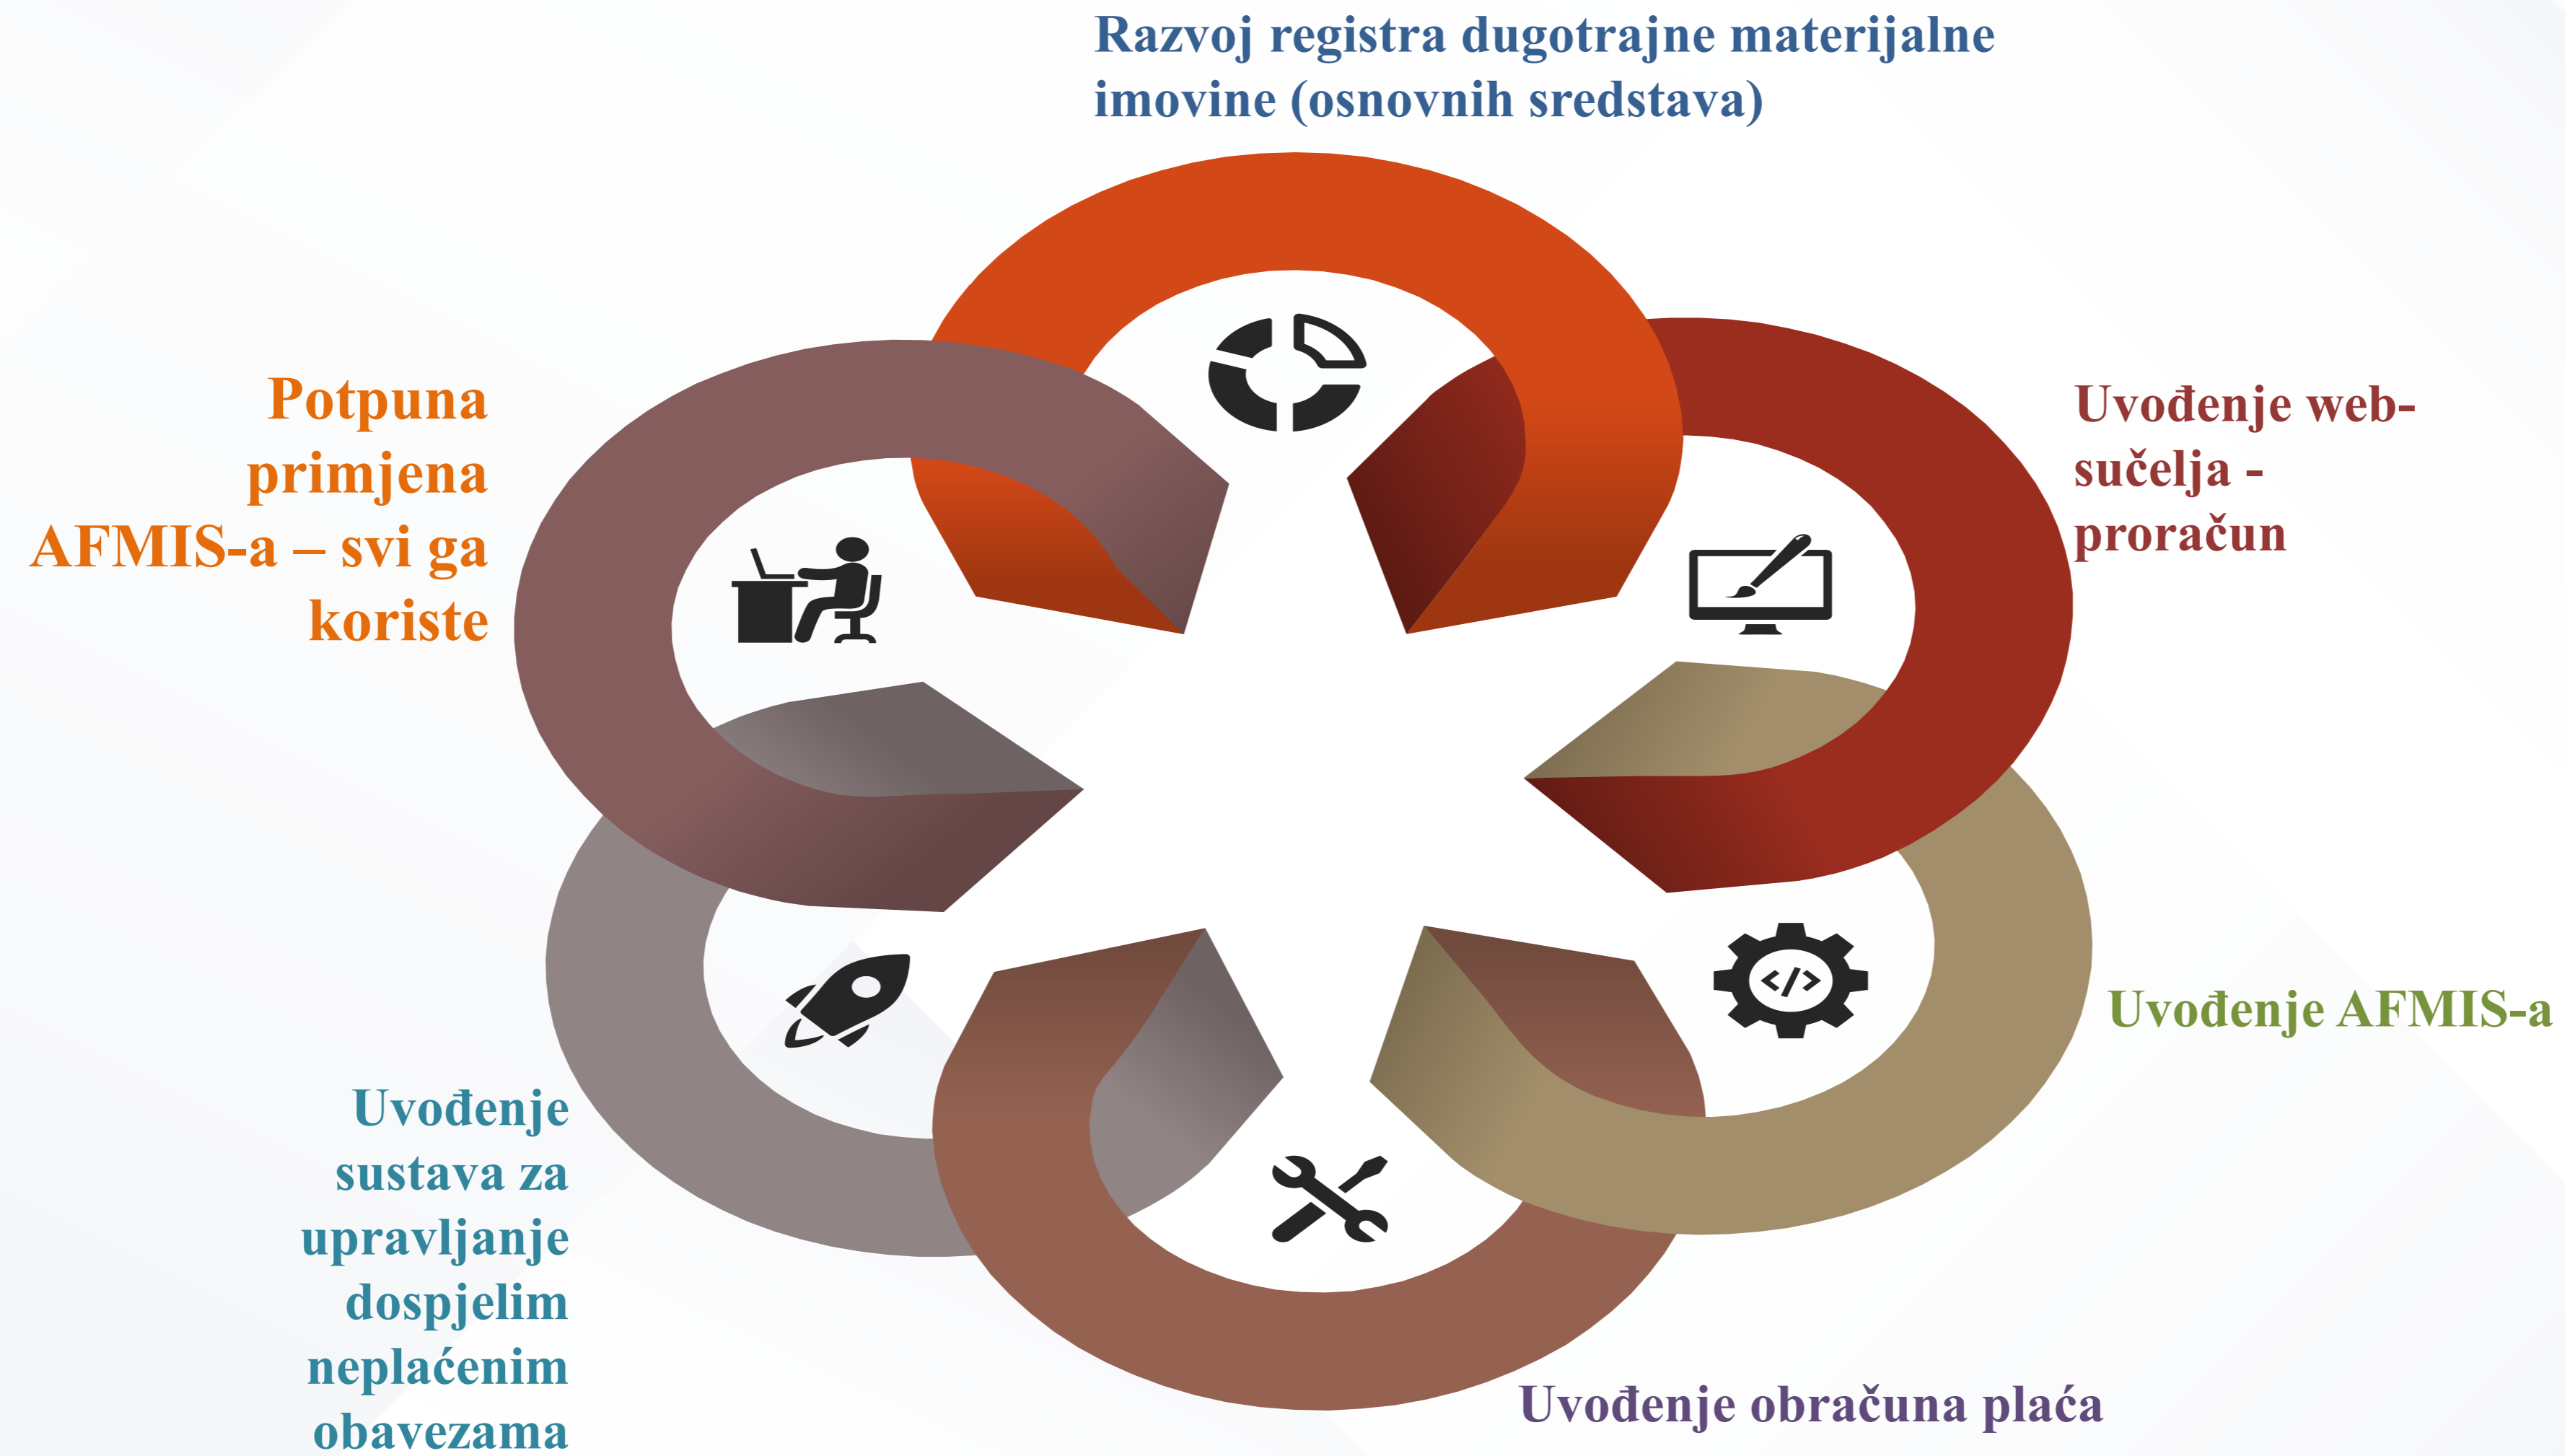 Razvoj registra dugotrajne materijalne
imovine (osnovnih sredstava)
Uvođenje web-
sučelja -
proračun
Uvođenje AFMIS-a
Uvođenje obračuna plaća
Uvođenje
sustava za
upravljanje
dospjelim
neplaćenim
obavezama
Potpuna
primjena
AFMIS-a – svi ga
koriste